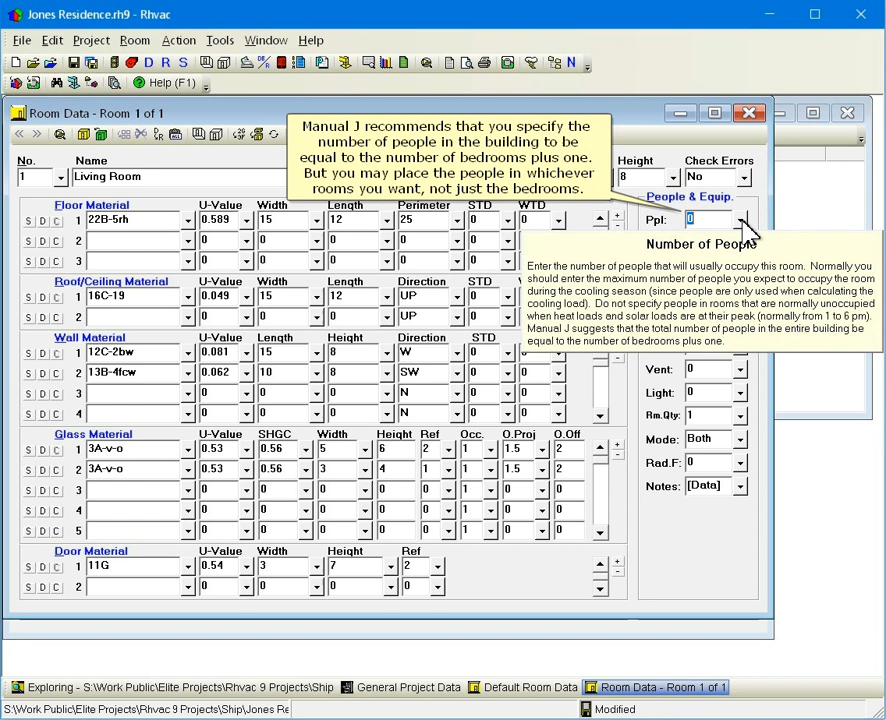 Jones Residence.rh9 - Rhvac
File Edit Project Room Action Tools Window Help
Help (F1)
Room Data - Room 1 of 1
Manual J recommends that you specify the
number of people in the building to be
equal to the number of bedrooms plus one.
But you may place the people in whichever
rooms you want, not just the bedrooms.
No. Name Height Check Errors
1 Living Room 8 No
Floor Material U-Value Width Length Perimeter STD WTD People & Equip.
S D C 1 22B-5rh 0.589 15 12 25 0 0 Ppl: 0
S D C 2 0 0 0 0 0
S D C 3 0 0 0 0 0
Number of People
Enter the number of people that will usually occupy this room. Normally you
should enter the maximum number of people you expect to occupy the room
during the cooling season (since people are only used when calculating the
cooling load). Do not specify people in rooms that are normally unoccupied
when heat loads and solar loads are at their peak (normally from 1 to 6 pm).
Manual J suggests that the total number of people in the entire building be
equal to the number of bedrooms plus one.
Roof/Ceiling Material U-Value Width Length Direction STD
S D C 1 16C-19 0.049 15 12 UP 0
S D C 2 0 0 0 UP 0
Wall Material U-Value Length Height Direction STD
S D C 1 12C-2bw 0.081 15 8 W 0
S D C 2 13B-4fcw 0.062 10 8 SW 0 Vent: 0
S D C 3 0 0 0 N 0 Light: 0
S D C 4 0 0 0 N 0 Rm.Qty: 1
Glass Material U-Value SHGC Width Height Ref Occ. O.Proj O.Off Mode: Both
S D C 1 3A-v-o 0.53 0.56 5 6 2 1 1.5 2
S D C 2 3A-v-o 0.53 0.56 3 4 1 1 1.5 2 Rad.F: 0
S D C 3 0 0 0 0 0 1 0 0 Notes: [Data]
S D C 4 0 0 0 0 0 1 0 0
S D C 5 0 0 0 0 0 1 0 0
Door Material U-Value Width Height Ref
S D C 1 11G 0.54 3 7 2
S D C 2 0 0 0 0
Exploring - S:\Work Public\Elite Projects\Rhvac 9 Projects\Ship General Project Data Default Room Data Room Data - Room 1 of 1
S:\Work Public\Elite Projects\Rhvac 9 Projects\Ship\Jones Re Modified